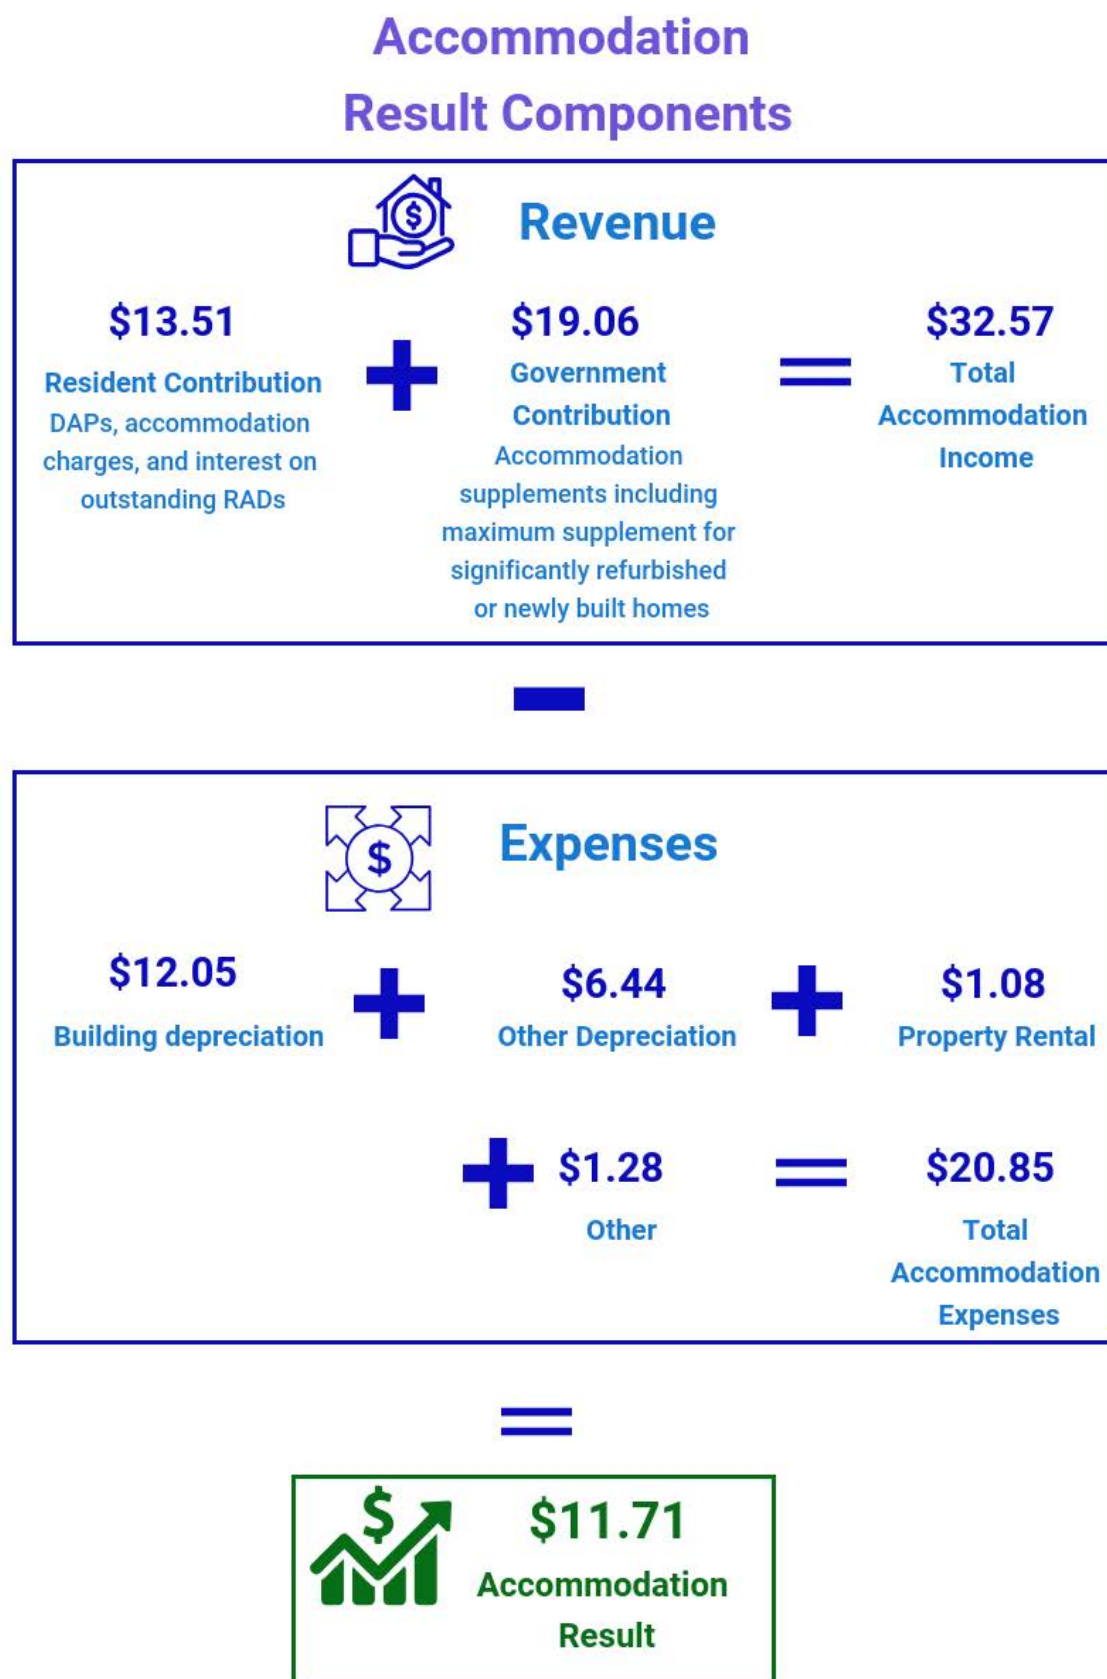 Accommodation
Result Components
$
Revenue
$13.51
Resident Contribution
DAPs, accommodation
charges, and interest on
outstanding RADs
+
$19.06
Government
Contribution
Accommodation
supplements including
maximum supplement for
significantly refurbished
or newly built homes
=
$32.57
Total
Accommodation
Income
-
$
Expenses
$12.05
Building depreciation
+
$6.44
Other Depreciation
+
$1.08
Property Rental
+
$1.28
Other
=
$20.85
Total
Accommodation
Expenses
=
$
$11.71
Accommodation
Result